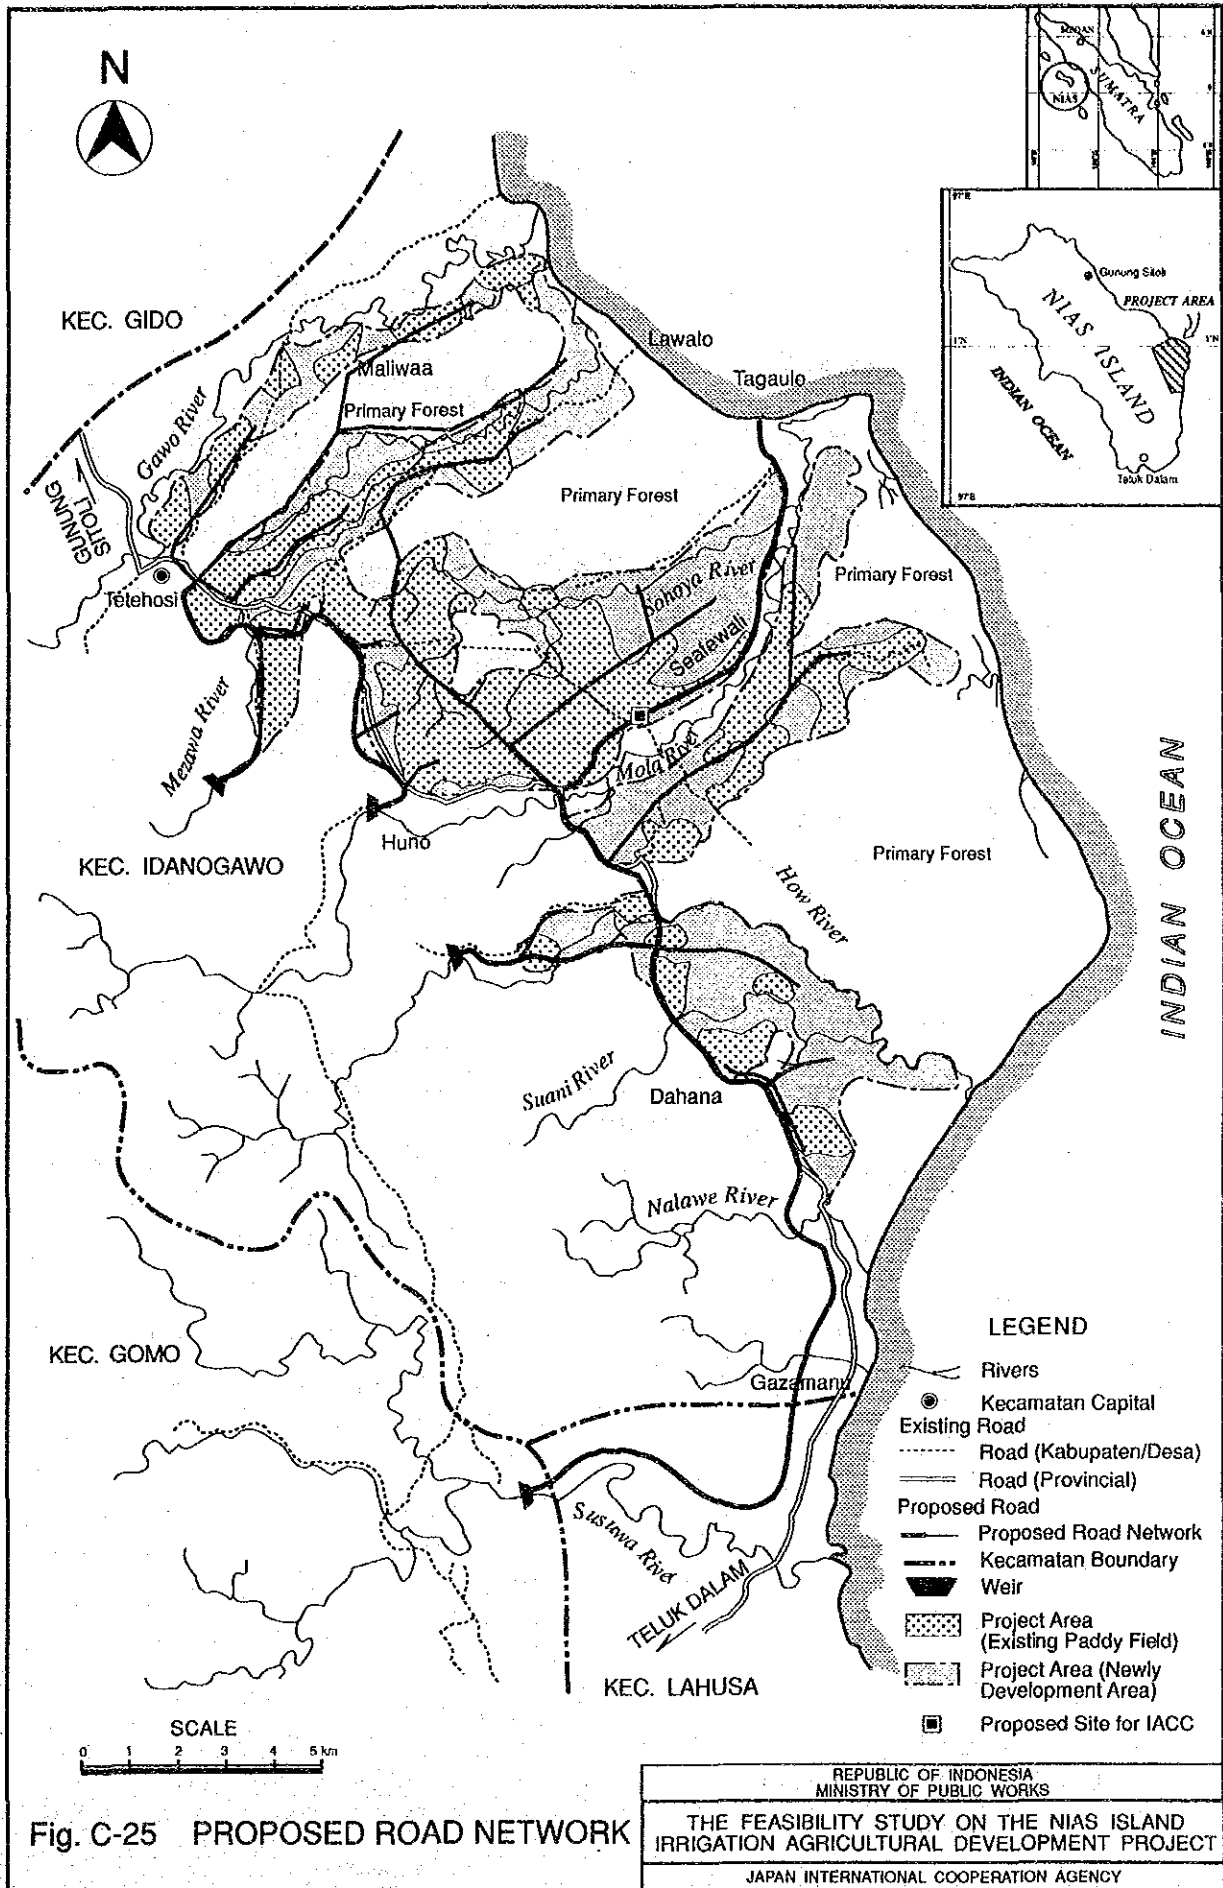 N
MEDAN
NIAS
SUMATRA
97°E
Gunung Sitoli
PROJECT AREA
NIAS ISLAND
1°N
1°N
INDIAN OCEAN
Teluk Dalam
97°E
KEC. GIDO
Lawalo
Maliwaa
Tagaulo
Primary Forest
Gawo River
GUNUNG
SITOLI
Primary Forest
Sohoya River
Primary Forest
Tetehosi
Sealewali
Mezawa River
Mola River
Huno
KEC. IDANOGAWO
Primary Forest
How River
INDIAN OCEAN
Suani River
Dahana
Nalawe River
LEGEND
KEC. GOMO
Rivers
Gazamanu
Kecamatan Capital
Existing Road
Road (Kabupaten/Desa)
Road (Provincial)
Proposed Road
Proposed Road Network
Kecamatan Boundary
Weir
Susuwa River
TELUK DALAM
Project Area
(Existing Paddy Field)
Project Area (Newly
Development Area)
KEC. LAHUSA
Proposed Site for IACC
SCALE
0 1 2 3 4 5 km
REPUBLIC OF INDONESIA
MINISTRY OF PUBLIC WORKS
Fig. C-25 PROPOSED ROAD NETWORK
THE FEASIBILITY STUDY ON THE NIAS ISLAND
IRRIGATION AGRICULTURAL DEVELOPMENT PROJECT
JAPAN INTERNATIONAL COOPERATION AGENCY